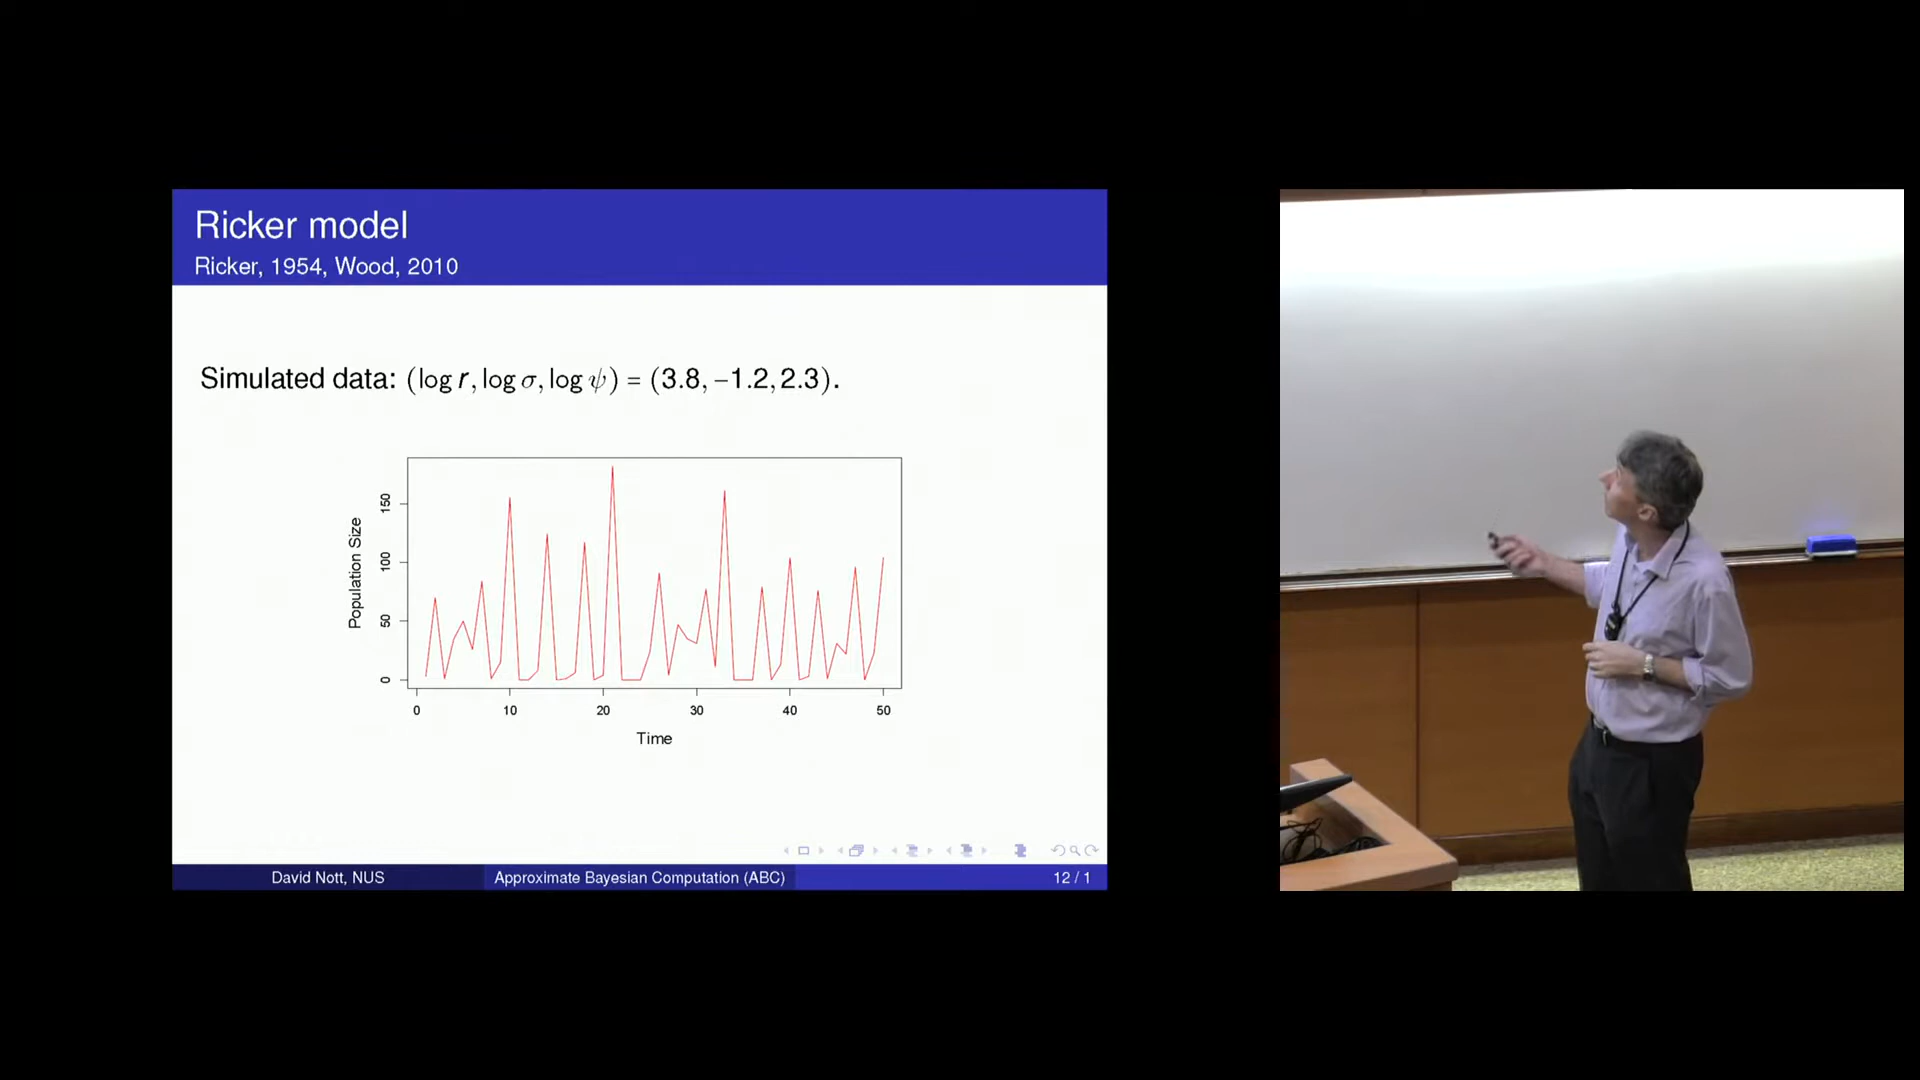 Ricker model
Ricker, 1954, Wood, 2010
Simulated data: (log r, log σ, log ψ) = (3.8, −1.2, 2.3).
Population Size
0
50
100
150
0 10 20 30 40 50
Time
David Nott, NUS Approximate Bayesian Computation (ABC) 12 / 1